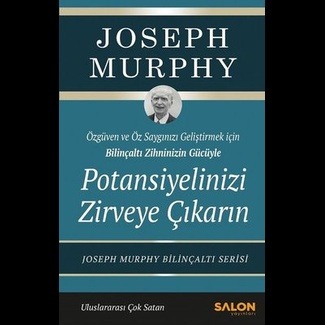 JOSEPH
MURPHY
Özgüven ve Öz Saygınızı Geliştirmek için
Bilinçaltı Zihninizin Gücüyle
Potansiyelinizi
Zirveye Çıkarın
JOSEPH MURPHY BİLİNÇALTI SERİSİ
Uluslararası Çok Satan
SALON
yayınları